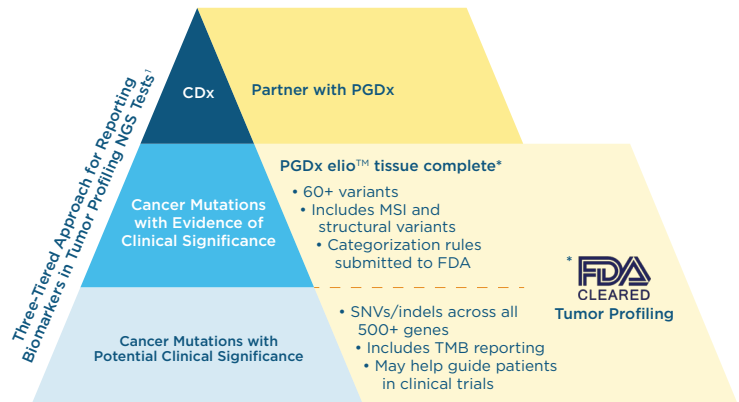 Three-Tiered Approach for Reporting
Biomarkers in Tumor Profiling NGS Tests¹
CDx
Partner with PGDx
Cancer Mutations
with Evidence of
Clinical Significance
PGDx elio™ tissue complete*
• 60+ variants
• Includes MSI and
structural variants
• Categorization rules
submitted to FDA
* FDA
CLEARED
Tumor Profiling
Cancer Mutations with
Potential Clinical Significance
• SNVs/indels across all
500+ genes
• Includes TMB reporting
• May help guide patients
in clinical trials